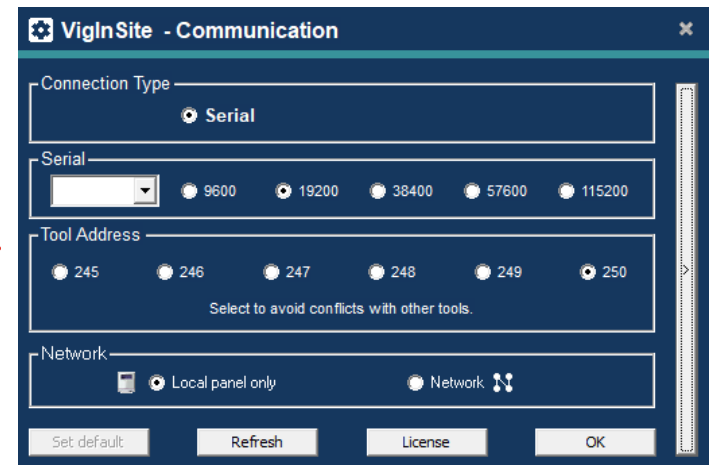 VigInSite - Communication
Connection Type
Serial
Serial
9600 19200 38400 57600 115200
Tool Address
245 246 247 248 249 250
Select to avoid conflicts with other tools.
Network
Local panel only Network
Set default Refresh License OK
>